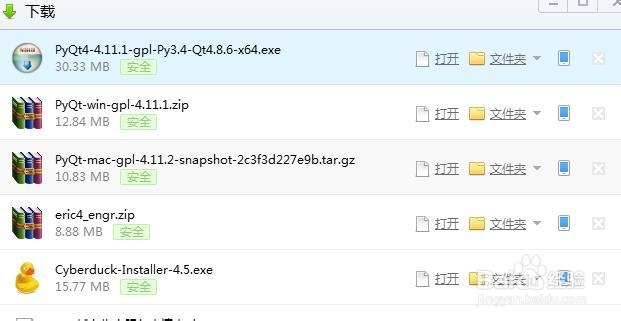 下载
PyQt4-4.11.1-gpl-Py3.4-Qt4.8.6-x64.exe
30.33 MB 安全 打开 文件夹
PyQt-win-gpl-4.11.1.zip
12.84 MB 安全 打开 文件夹
PyQt-mac-gpl-4.11.2-snapshot-2c3f3d227e9b.tar.gz
10.83 MB 安全 打开 文件夹
eric4_engr.zip
8.88 MB 安全 打开 文件夹
Cyberduck-Installer-4.5.exe
15.77 MB 安全 打开 文件夹
Baidu 经验
jingyan.baidu.com